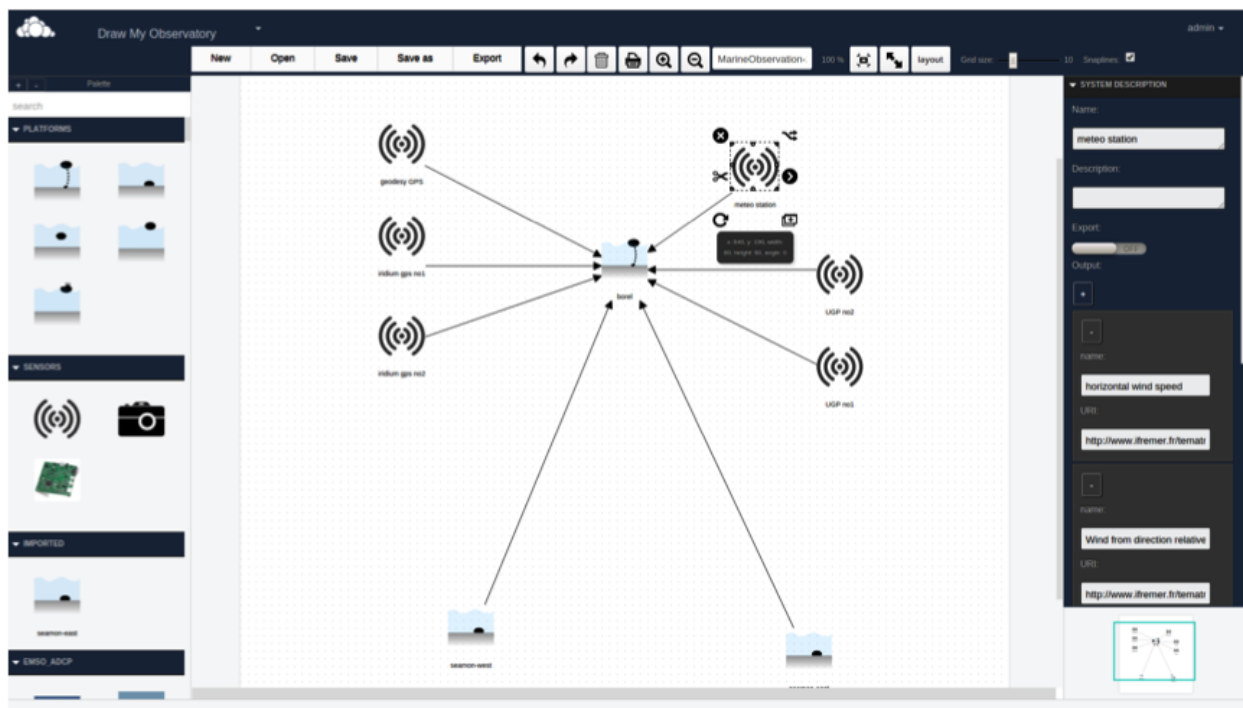 Draw My Observatory
admin
New Open Save Save as Export MarineObservation- 100 % layout Grid size: 10 Snaplines:
+ - Palette
search
PLATFORMS
SENSORS
IMPORTED
seamon-east
EMSO_ADCP
geodesy GPS
meteo station
iridium gps no1
borel
UGP no2
iridium gps no2
UGP no1
seamon-west
SYSTEM DESCRIPTION
Name:
meteo station
Description:
Export:
OFF
Output:
+
-
name:
horizontal wind speed
URI:
http://www.ifremer.fr/tematr
-
name:
Wind from direction relative
URI:
http://www.ifremer.fr/tematr